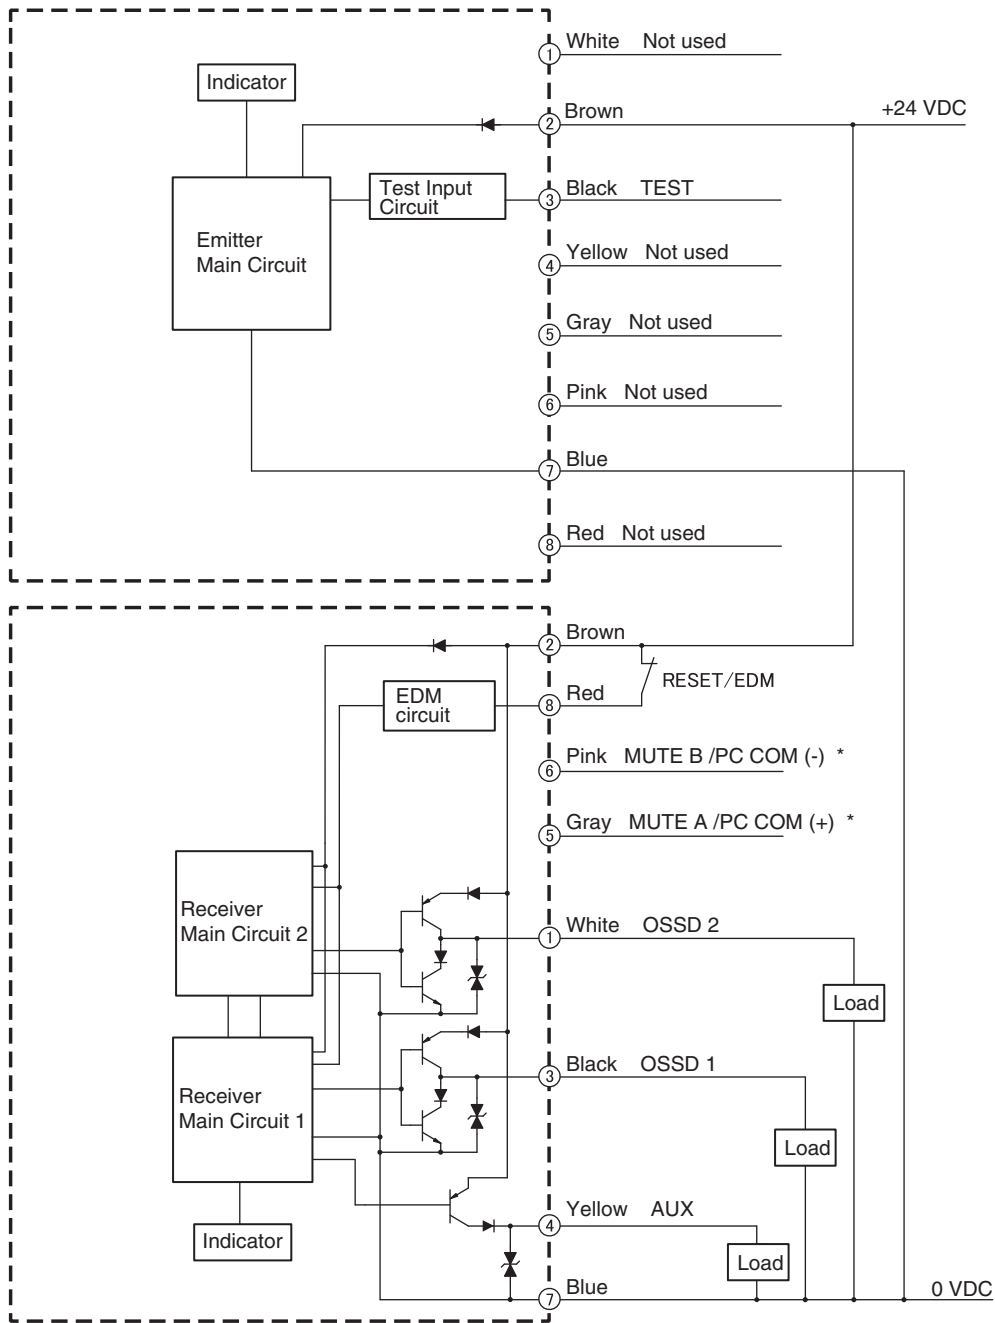 1 White Not used
Indicator
2 Brown +24 VDC
Test Input
Circuit
3 Black TEST
Emitter
Main Circuit
4 Yellow Not used
5 Gray Not used
6 Pink Not used
7 Blue
8 Red Not used
2 Brown
RESET/EDM
EDM
circuit
8 Red
6 Pink MUTE B /PC COM (-) *
5 Gray MUTE A /PC COM (+) *
Receiver
Main Circuit 2
1 White OSSD 2
Load
Receiver
Main Circuit 1
3 Black OSSD 1
Load
4 Yellow AUX
Indicator
Load
7 Blue 0 VDC